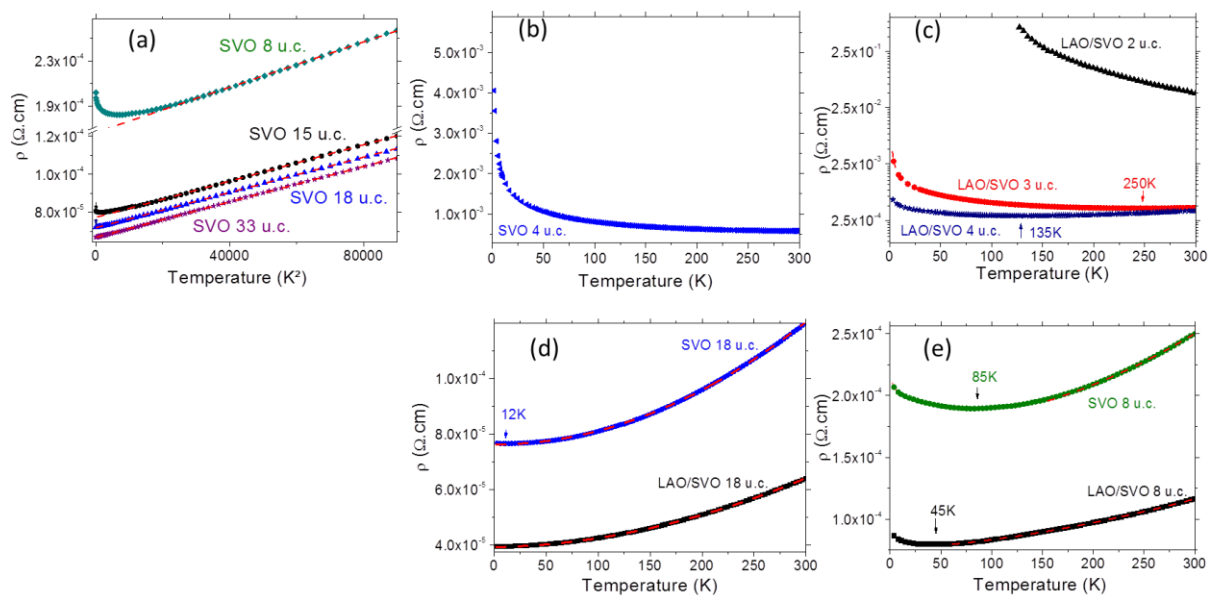 (a)
SVO 8 u.c.
2.3x10⁻⁴
1.9x10⁻⁴
1.2x10⁻⁴
1.0x10⁻⁴
8.0x10⁻⁵
ρ (Ω.cm)
SVO 15 u.c.
SVO 18 u.c.
SVO 33 u.c.
0 40000 80000
Temperature (K²)
(b)
5.0x10⁻³
4.0x10⁻³
3.0x10⁻³
2.0x10⁻³
1.0x10⁻³
ρ (Ω.cm)
SVO 4 u.c.
0 50 100 150 200 250 300
Temperature (K)
(c)
LAO/SVO 2 u.c.
2.5x10⁻¹
2.5x10⁻²
2.5x10⁻³
2.5x10⁻⁴
ρ (Ω.cm)
LAO/SVO 3 u.c.
250K
LAO/SVO 4 u.c.
135K
0 50 100 150 200 250 300
Temperature (K)
(d)
SVO 18 u.c.
1.0x10⁻⁴
8.0x10⁻⁵
6.0x10⁻⁵
4.0x10⁻⁵
ρ (Ω.cm)
12K
LAO/SVO 18 u.c.
0 50 100 150 200 250 300
Temperature (K)
(e)
2.5x10⁻⁴
2.0x10⁻⁴
1.5x10⁻⁴
1.0x10⁻⁴
ρ (Ω.cm)
85K
SVO 8 u.c.
LAO/SVO 8 u.c.
45K
0 50 100 150 200 250 300
Temperature (K)